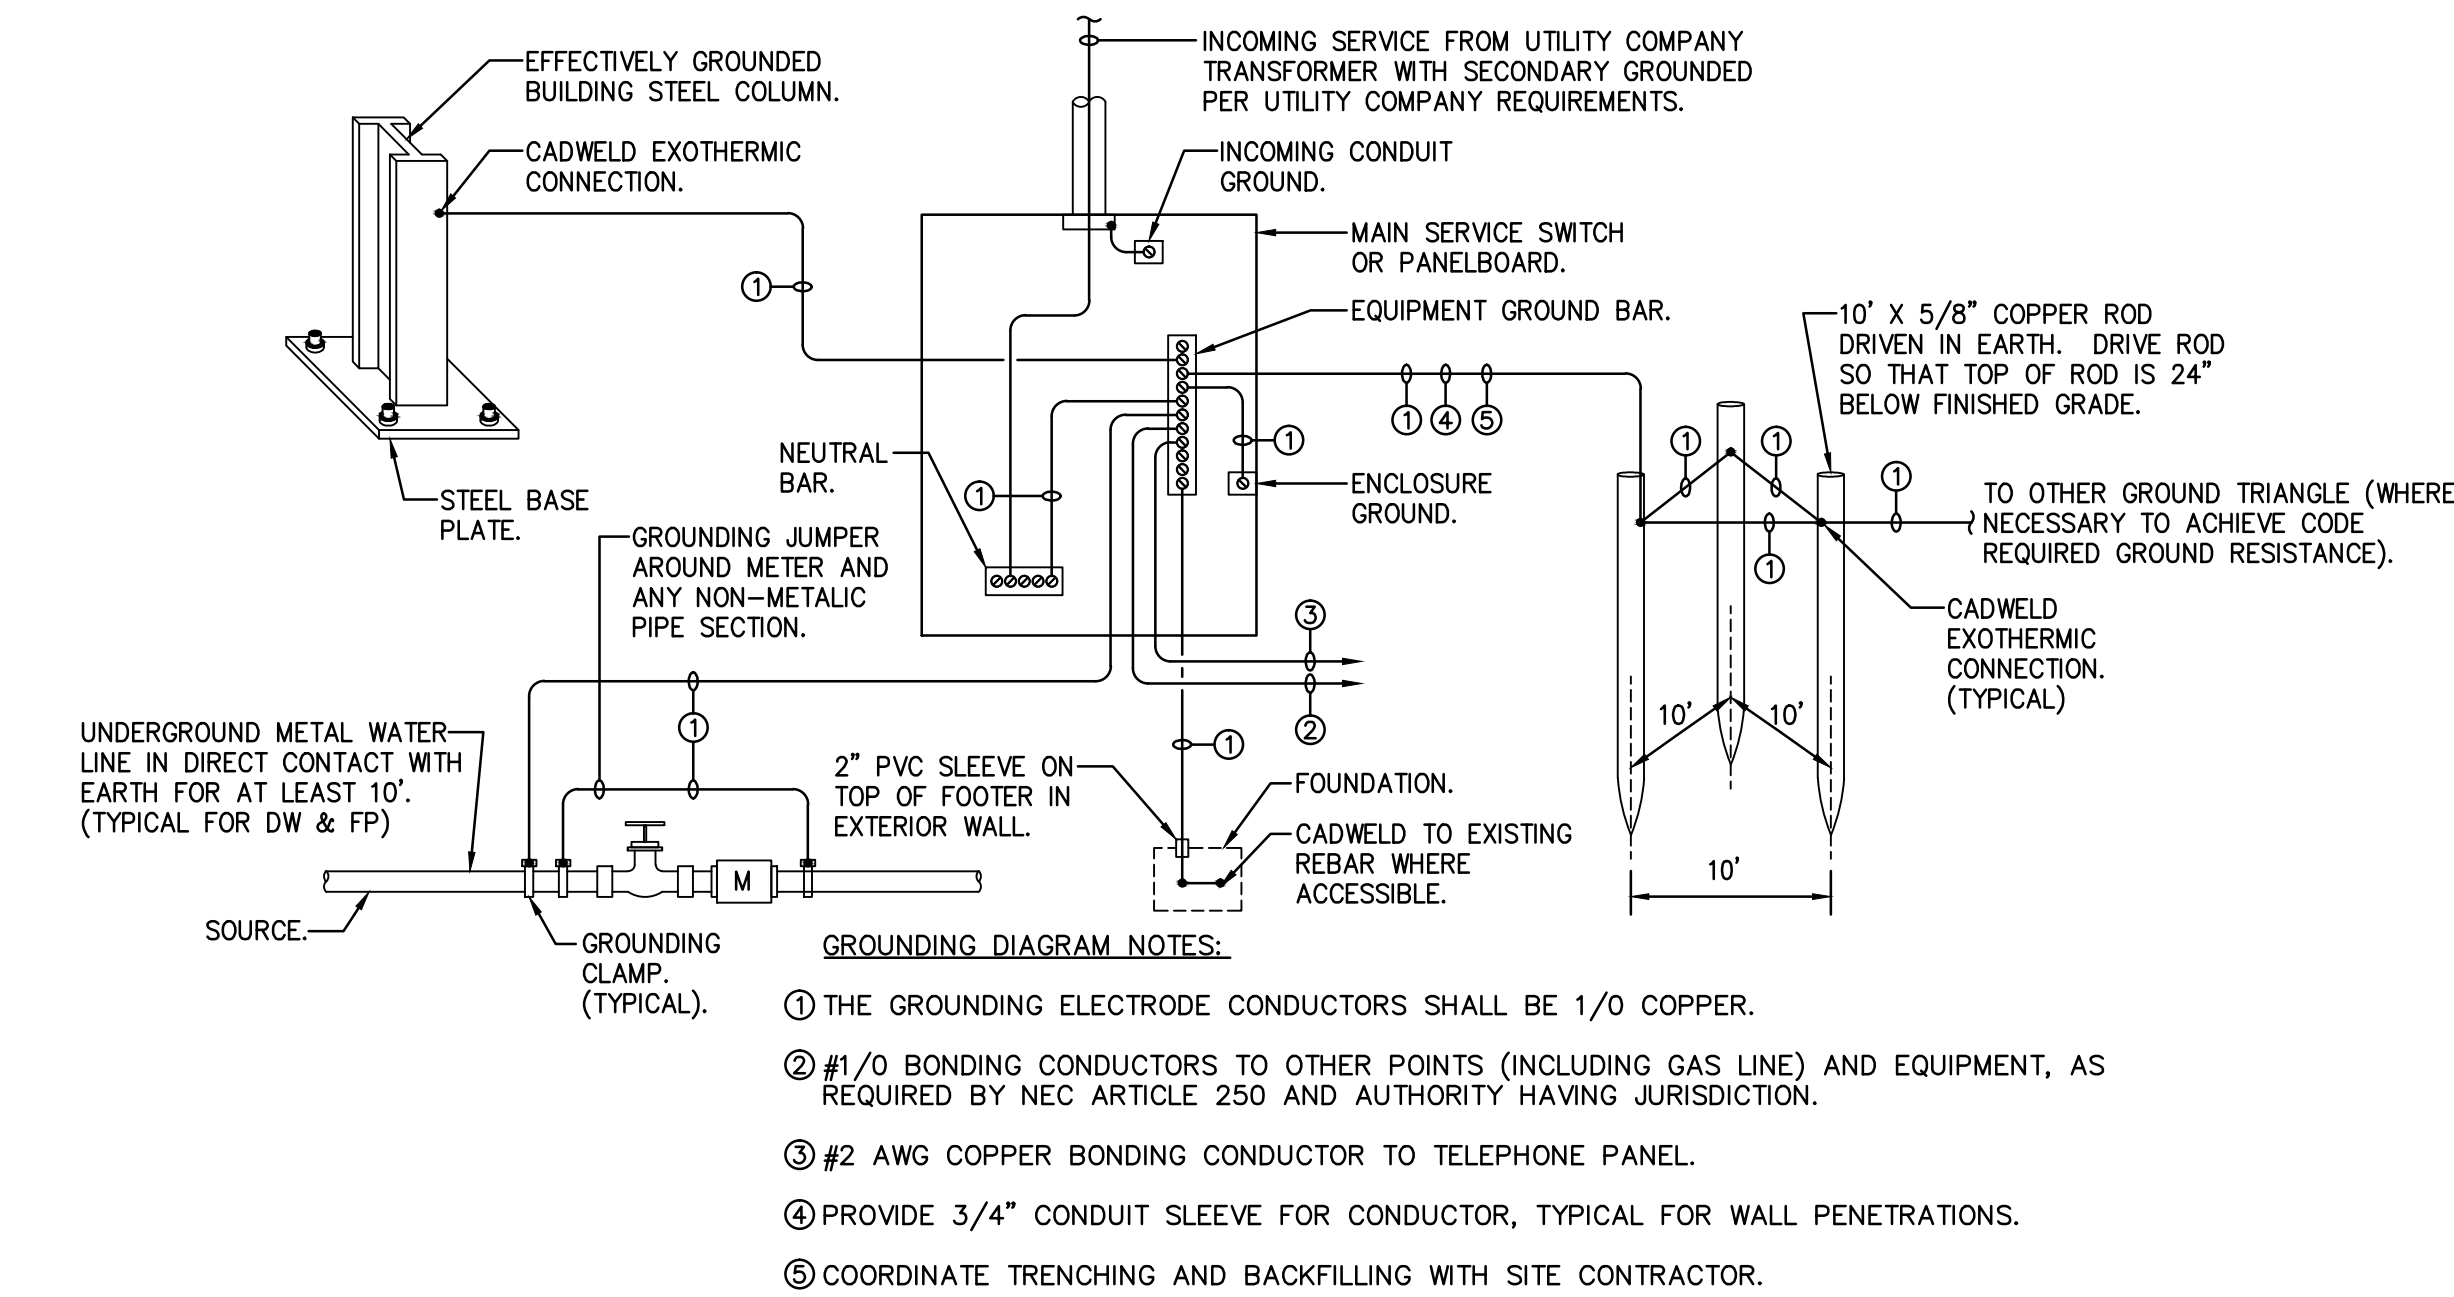 EFFECTIVELY GROUNDED
BUILDING STEEL COLUMN.
CADWELD EXOTHERMIC
CONNECTION.
INCOMING SERVICE FROM UTILITY COMPANY
TRANSFORMER WITH SECONDARY GROUNDED
PER UTILITY COMPANY REQUIREMENTS.
INCOMING CONDUIT
GROUND.
MAIN SERVICE SWITCH
OR PANELBOARD.
EQUIPMENT GROUND BAR.
1
1
4
5
1
ENCLOSURE
GROUND.
10' X 5/8" COPPER ROD
DRIVEN IN EARTH. DRIVE ROD
SO THAT TOP OF ROD IS 24"
BELOW FINISHED GRADE.
1
1
1
1
TO OTHER GROUND TRIANGLE (WHERE
NECESSARY TO ACHIEVE CODE
REQUIRED GROUND RESISTANCE).
CADWELD
EXOTHERMIC
CONNECTION.
(TYPICAL)
10'
10'
10'
STEEL BASE
PLATE.
NEUTRAL
BAR.
1
GROUNDING JUMPER
AROUND METER AND
ANY NON-METALIC
PIPE SECTION.
3
2
1
1
UNDERGROUND METAL WATER
LINE IN DIRECT CONTACT WITH
EARTH FOR AT LEAST 10'.
(TYPICAL FOR DW & FP)
M
SOURCE.
GROUNDING
CLAMP.
(TYPICAL).
2" PVC SLEEVE ON
TOP OF FOOTER IN
EXTERIOR WALL.
FOUNDATION.
CADWELD TO EXISTING
REBAR WHERE
ACCESSIBLE.
GROUNDING DIAGRAM NOTES:
1 THE GROUNDING ELECTRODE CONDUCTORS SHALL BE 1/0 COPPER.
2 #1/0 BONDING CONDUCTORS TO OTHER POINTS (INCLUDING GAS LINE) AND EQUIPMENT, AS
REQUIRED BY NEC ARTICLE 250 AND AUTHORITY HAVING JURISDICTION.
3 #2 AWG COPPER BONDING CONDUCTOR TO TELEPHONE PANEL.
4 PROVIDE 3/4" CONDUIT SLEEVE FOR CONDUCTOR, TYPICAL FOR WALL PENETRATIONS.
5 COORDINATE TRENCHING AND BACKFILLING WITH SITE CONTRACTOR.